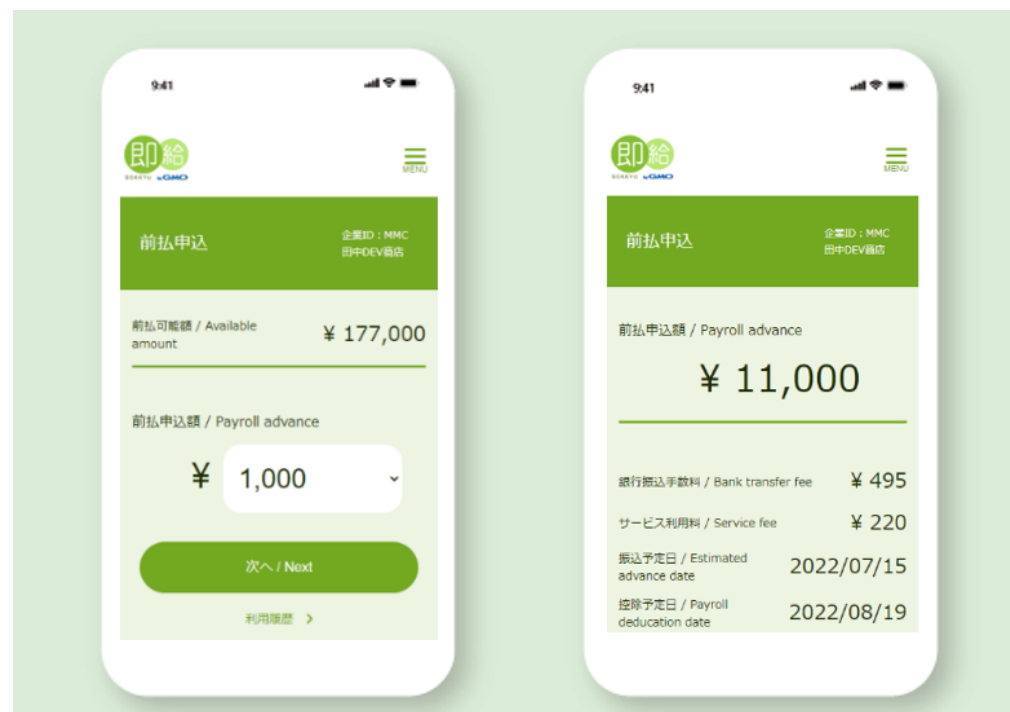 9:41
即給
SOKKYU byGMO
MENU
前払申込
企業ID：MMC
田中DEV商店
前払可能額 / Available
amount
¥ 177,000
前払申込額 / Payroll advance
¥ 1,000
次へ / Next
利用履歴 >
9:41
即給
SOKKYU byGMO
MENU
前払申込
企業ID：MMC
田中DEV商店
前払申込額 / Payroll advance
¥ 11,000
銀行振込手数料 / Bank transfer fee ¥ 495
サービス利用料 / Service fee ¥ 220
振込予定日 / Estimated
advance date
2022/07/15
控除予定日 / Payroll
deducation date
2022/08/19